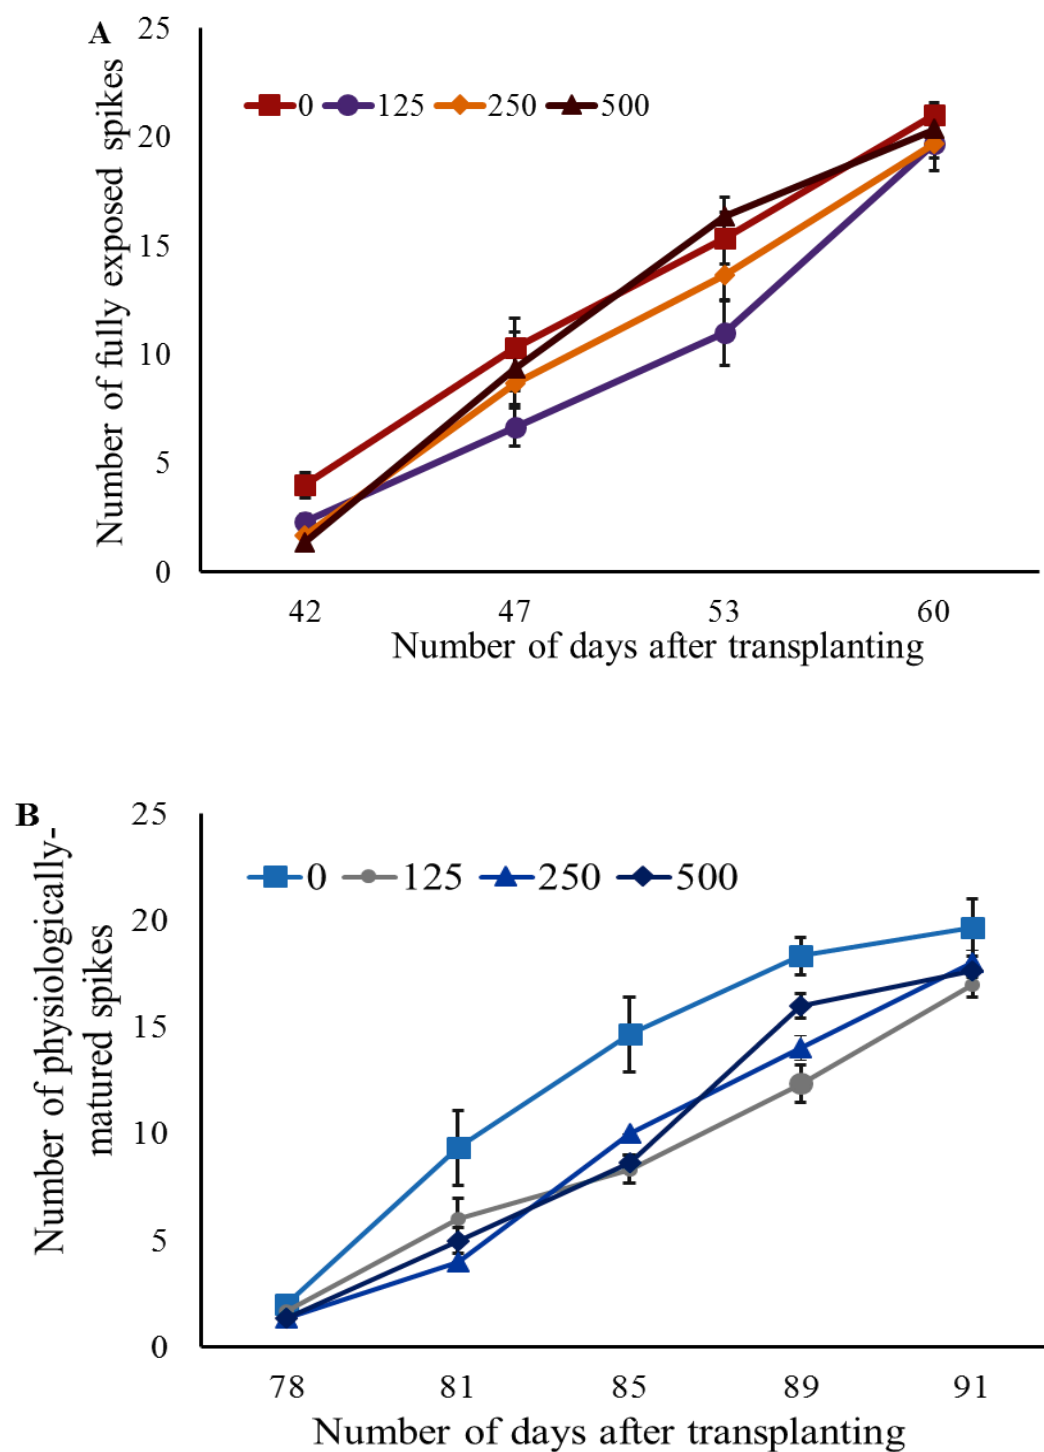 A
25
20
15
10
5
0
Number of fully exposed spikes
0 125 250 500
42 47 53 60
Number of days after transplanting
B
25
20
15
10
5
0
Number of physiologically-
matured spikes
0 125 250 500
78 81 85 89 91
Number of days after transplanting